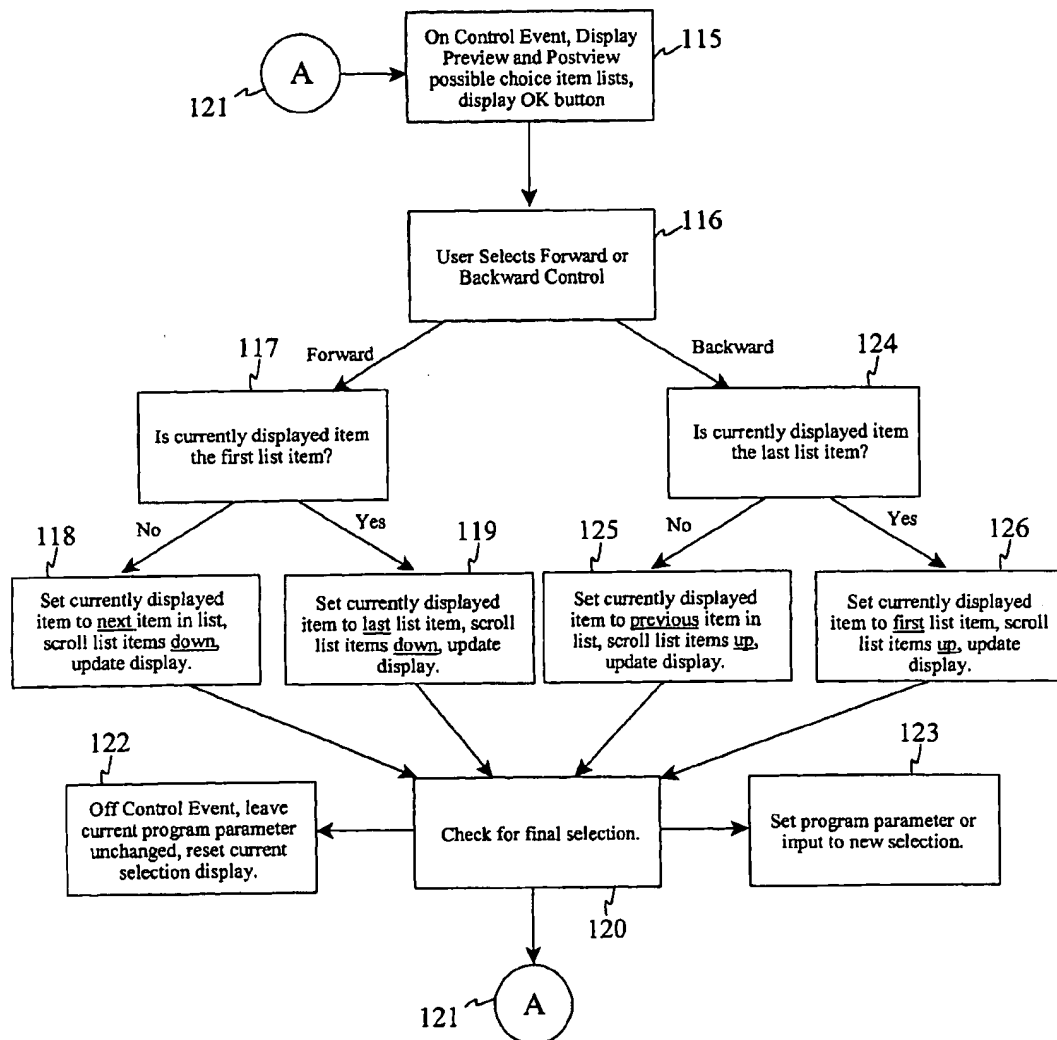 On Control Event, Display
Preview and Postview
possible choice item lists,
display OK button
115
A
121
116
User Selects Forward or
Backward Control
117
Forward
Backward
124
Is currently displayed item
the first list item?
Is currently displayed item
the last list item?
118
No
Yes
119
125
No
Yes
126
Set currently displayed
item to next item in list,
scroll list items down,
update display.
Set currently displayed
item to last list item, scroll
list items down, update
display.
Set currently displayed
item to previous item in
list, scroll list items up,
update display.
Set currently displayed
item to first list item, scroll
list items up, update
display.
122
123
Off Control Event, leave
current program parameter
unchanged, reset current
selection display.
Check for final selection.
Set program parameter or
input to new selection.
120
A
121